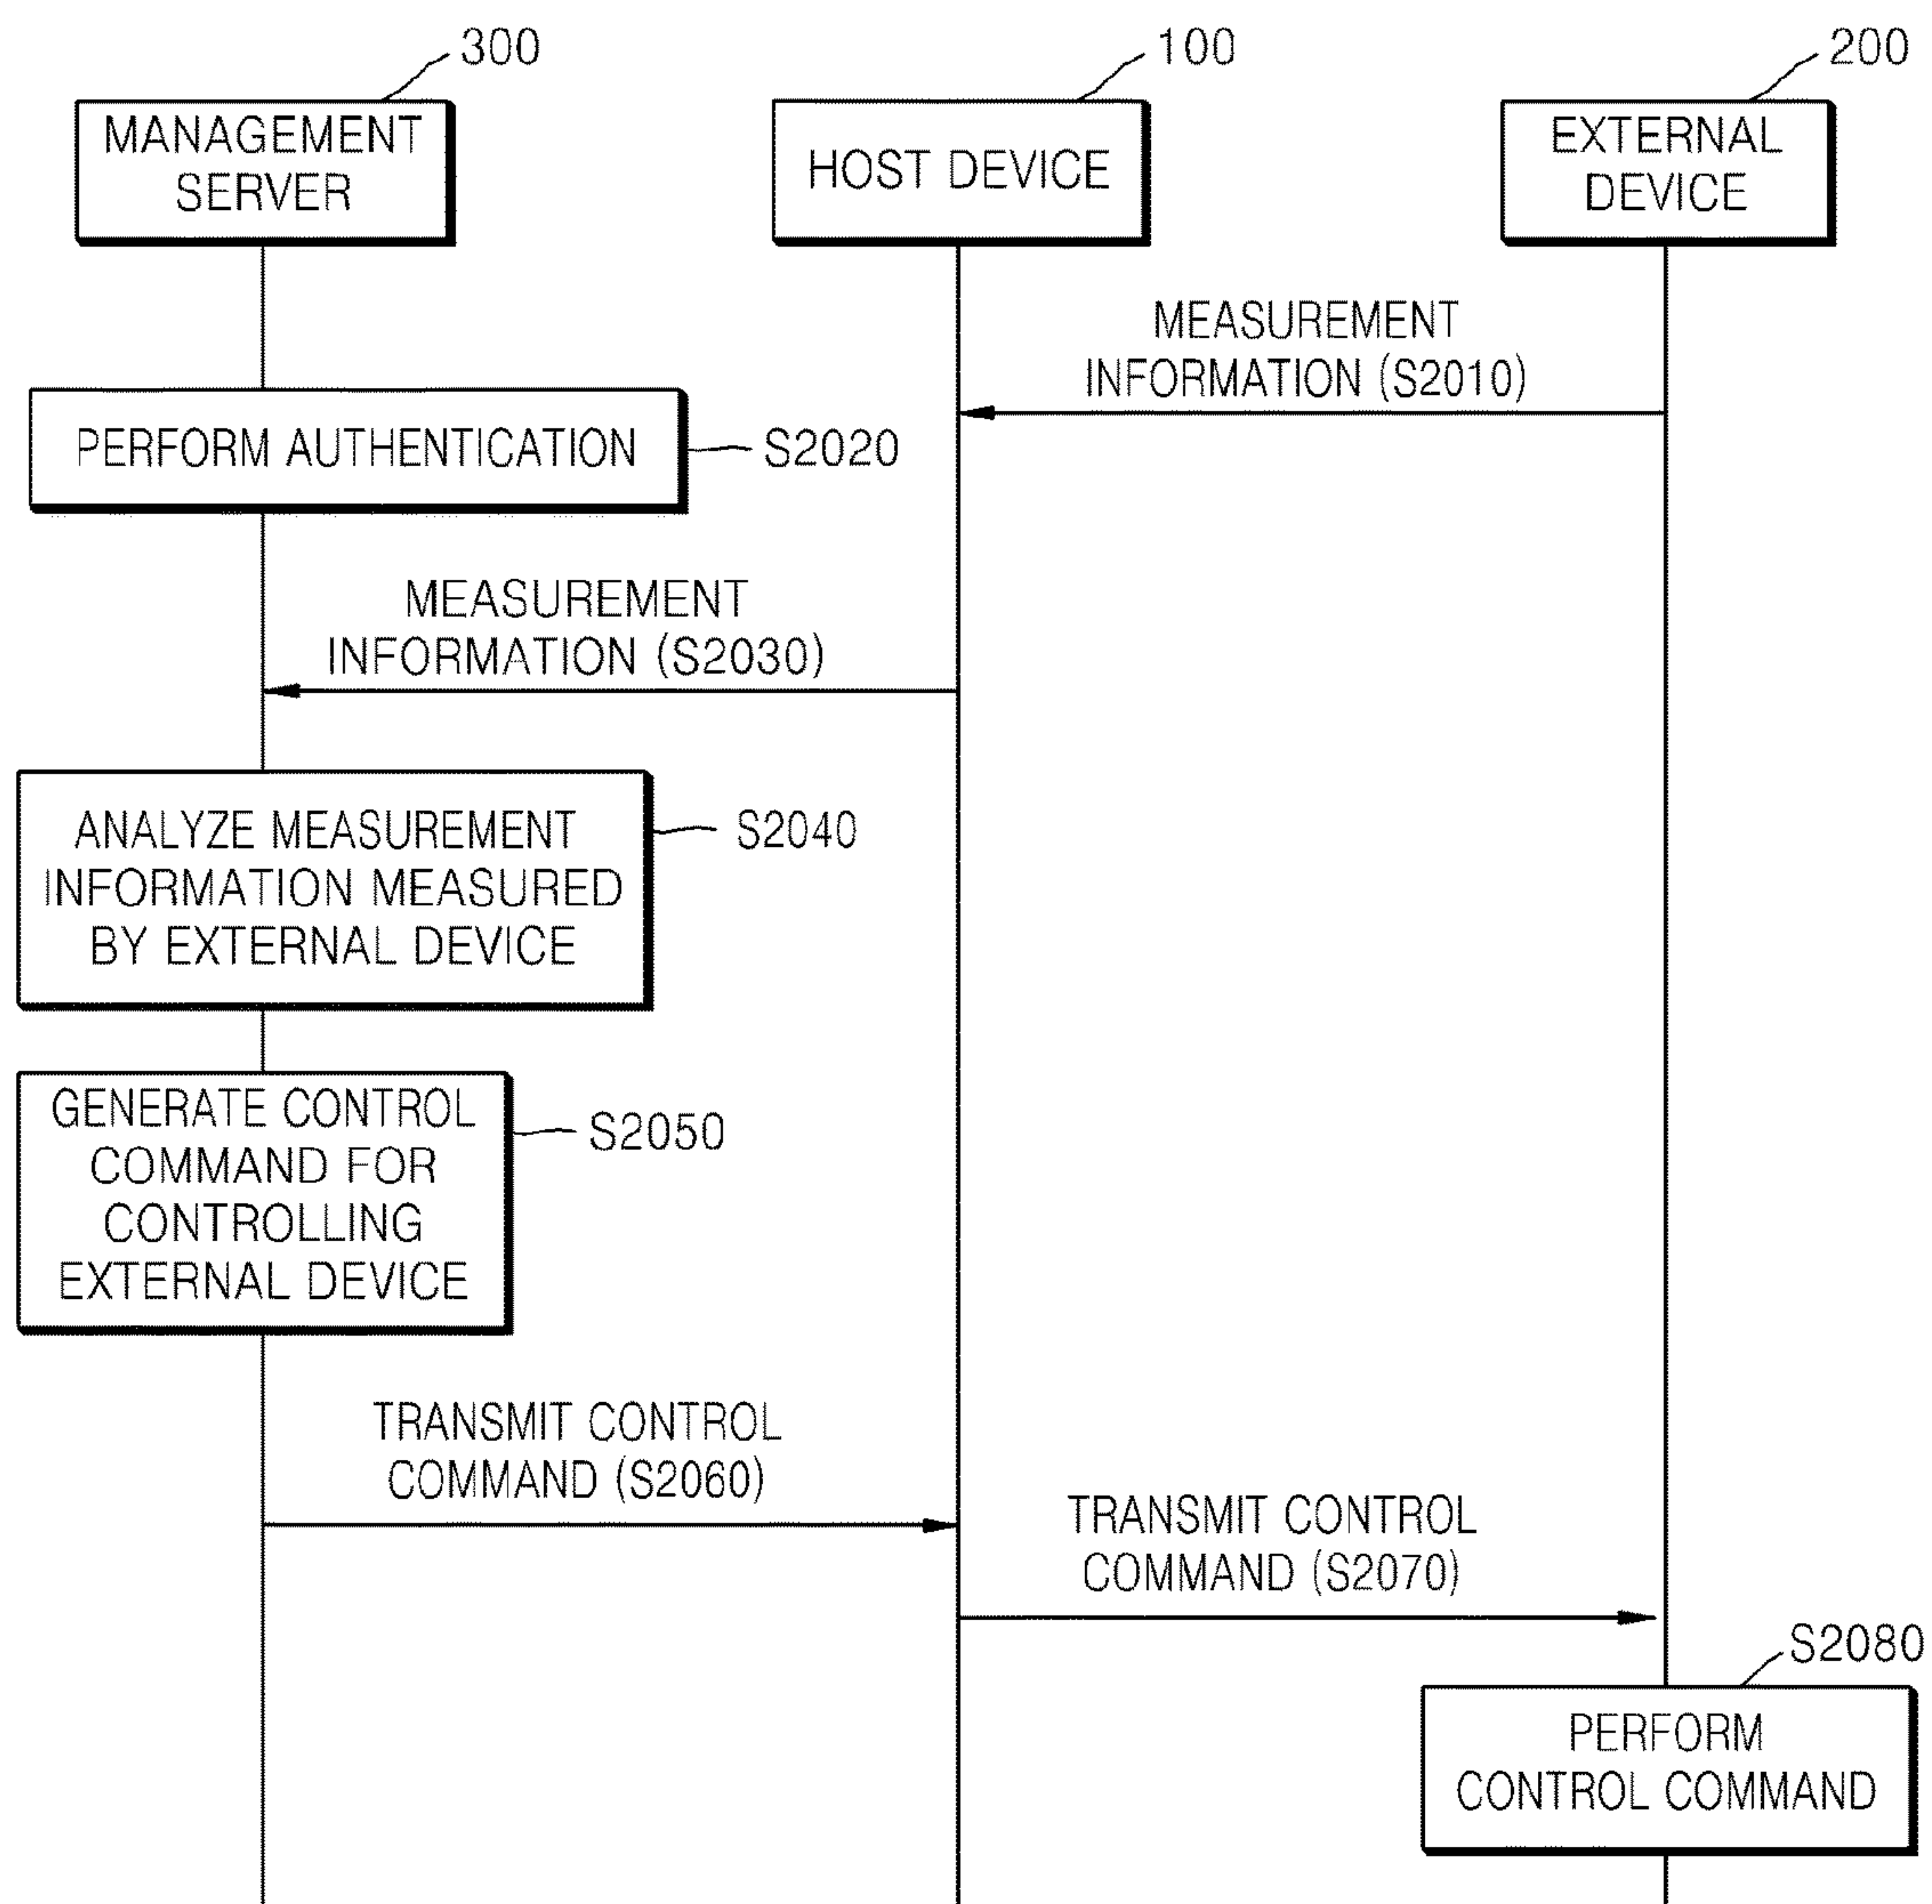 300
100
200
MANAGEMENT
SERVER
HOST DEVICE
EXTERNAL
DEVICE
MEASUREMENT
INFORMATION (S2010)
PERFORM AUTHENTICATION
S2020
MEASUREMENT
INFORMATION (S2030)
ANALYZE MEASUREMENT
INFORMATION MEASURED
BY EXTERNAL DEVICE
S2040
GENERATE CONTROL
COMMAND FOR
CONTROLLING
EXTERNAL DEVICE
S2050
TRANSMIT CONTROL
COMMAND (S2060)
TRANSMIT CONTROL
COMMAND (S2070)
S2080
PERFORM
CONTROL COMMAND